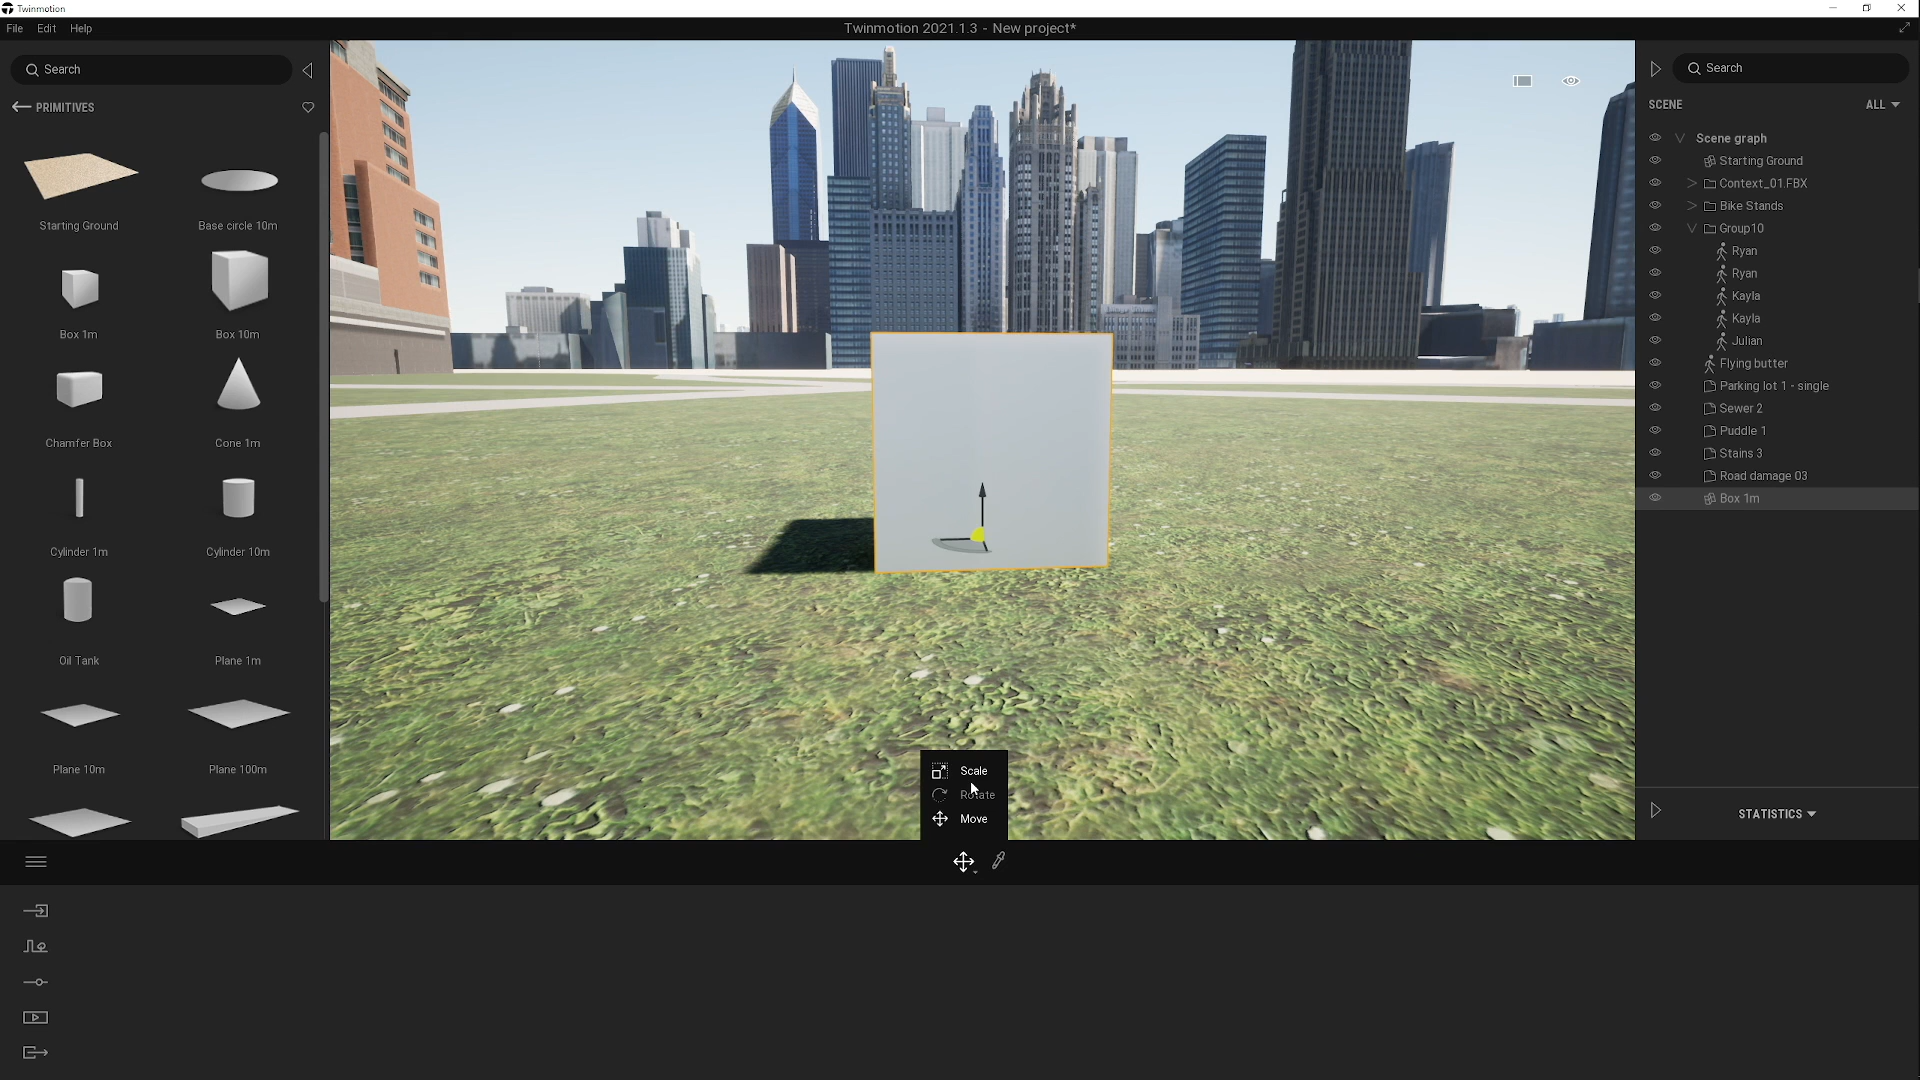 Twinmotion
File Edit Help
Twinmotion 2021.1.3 - New project*
Search
PRIMITIVES
Starting Ground
Base circle 10m
Box 1m
Box 10m
Chamfer Box
Cone 1m
Cylinder 1m
Cylinder 10m
Oil Tank
Plane 1m
Plane 10m
Plane 100m
Scale
Rotate
Move
Search
SCENE
ALL
Scene graph
Starting Ground
Context_01.FBX
Bike Stands
Group10
Ryan
Ryan
Kayla
Kayla
Julian
Flying butter
Parking lot 1 - single
Sewer 2
Puddle 1
Stains 3
Road damage 03
Box 1m
STATISTICS